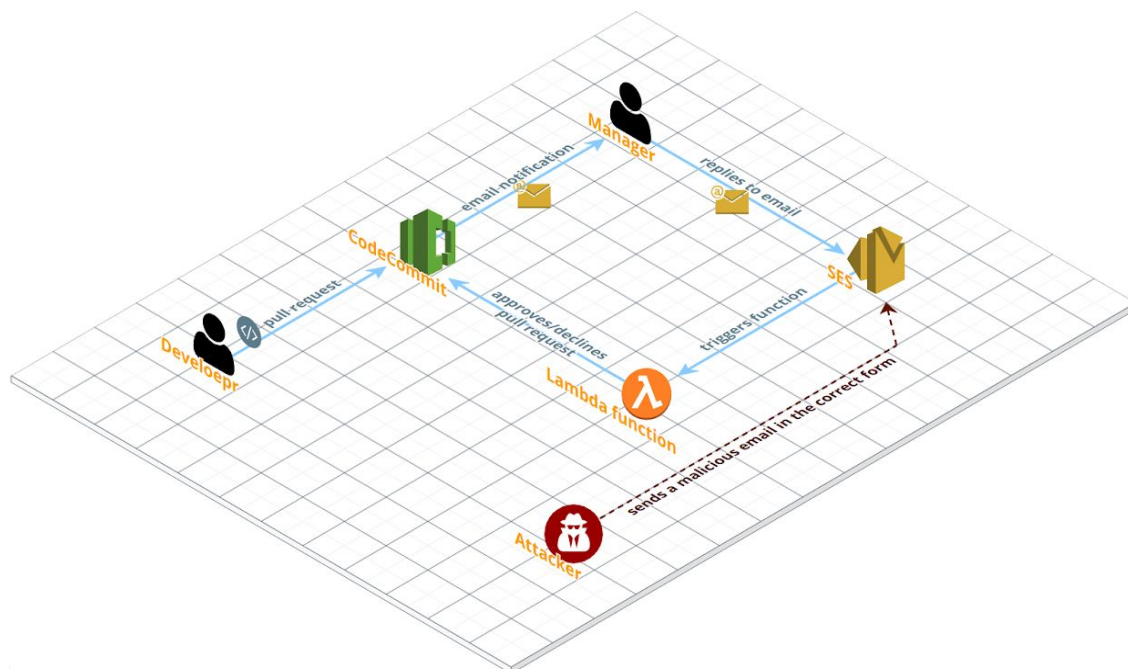 Manager
email notification
replies to email
CodeCommit
SES
pull-request
approves/declines
pull request
triggers function
Develoepr
Lambda function
sends a malicious email in the correct form
Attacker